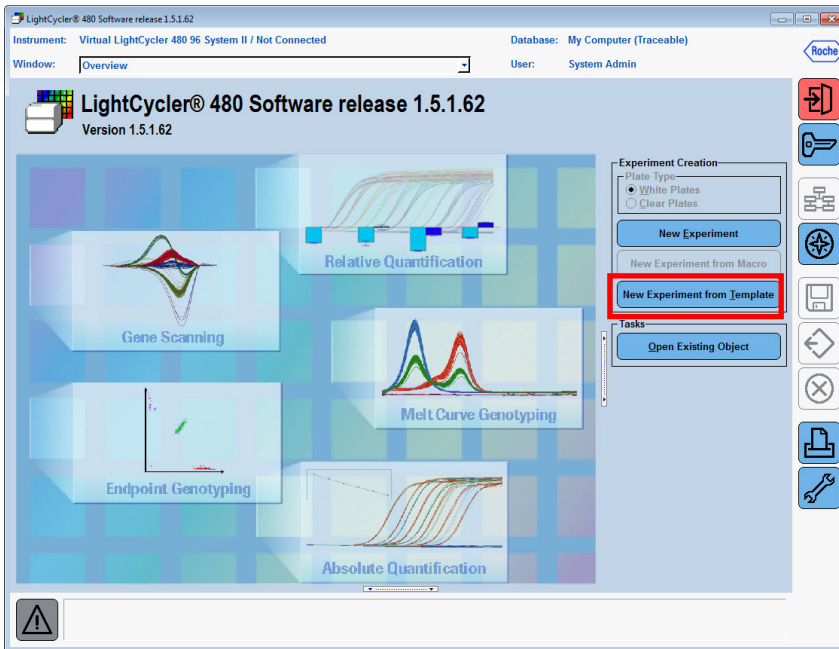 LightCycler® 480 Software release 1.5.1.62
Instrument: Virtual LightCycler 480 96 System II / Not Connected
Database: My Computer (Traceable)
Window: Overview
User: System Admin
Roche
LightCycler® 480 Software release 1.5.1.62
Version 1.5.1.62
Relative Quantification
Gene Scanning
Melt Curve Genotyping
Endpoint Genotyping
Absolute Quantification
Experiment Creation
Plate Type
White Plates
Clear Plates
New Experiment
New Experiment from Macro
New Experiment from Template
Tasks
Open Existing Object